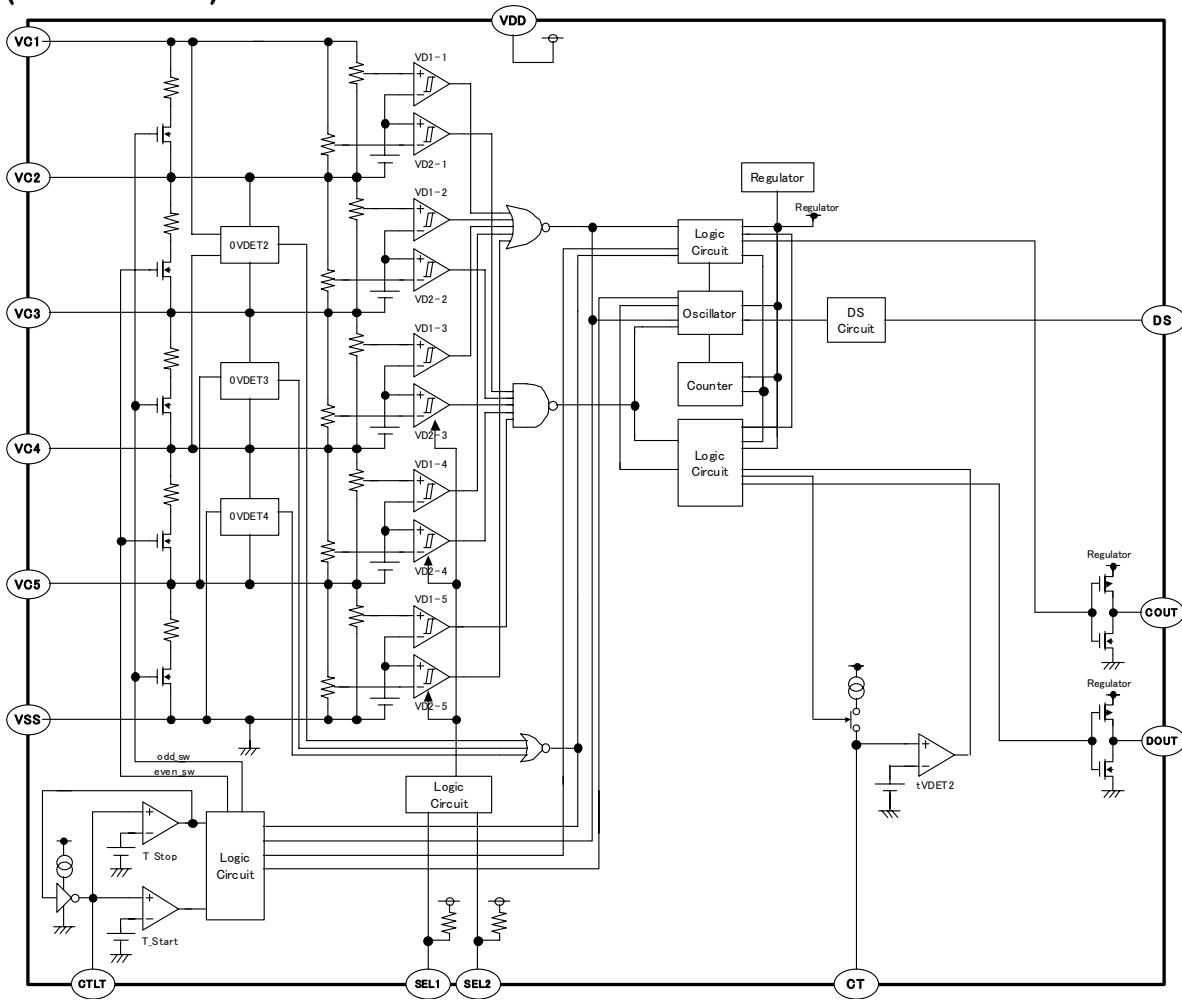 VDD
VC1
VD1-1
VD2-1
VC2
Regulator
VD1-2
Regulator
0VDET2
Logic
Circuit
VD2-2
VC3
Oscillator
DS
Circuit
DS
VD1-3
0VDET3
Counter
VD2-3
VC4
Logic
Circuit
VD1-4
0VDET4
VD2-4
Regulator
VC5
VD1-5
COUT
VD2-5
Regulator
VSS
DOUT
odd_sw
even_sw
tVDET2
Logic
Circuit
T_Stop
Logic
Circuit
T_Start
CTLT
SEL1
SEL2
CT